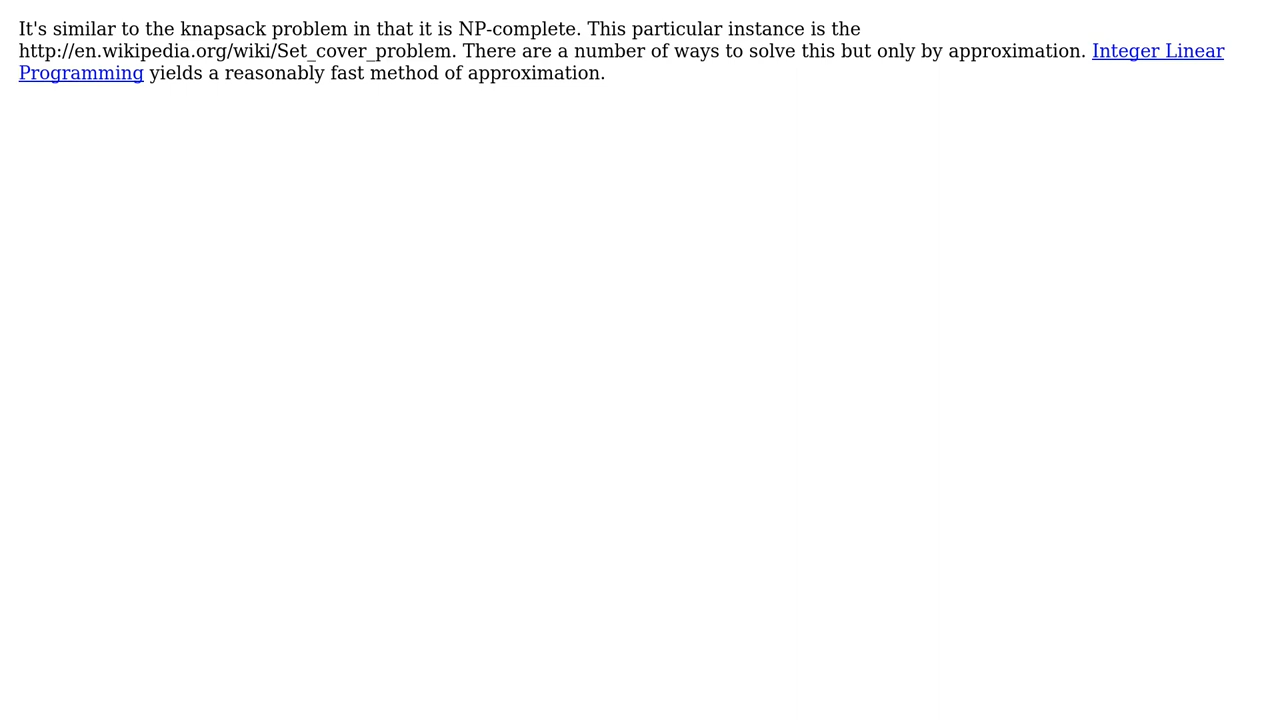 It's similar to the knapsack problem in that it is NP-complete. This particular instance is the
http://en.wikipedia.org/wiki/Set_cover_problem. There are a number of ways to solve this but only by approximation. Integer Linear
Programming yields a reasonably fast method of approximation.